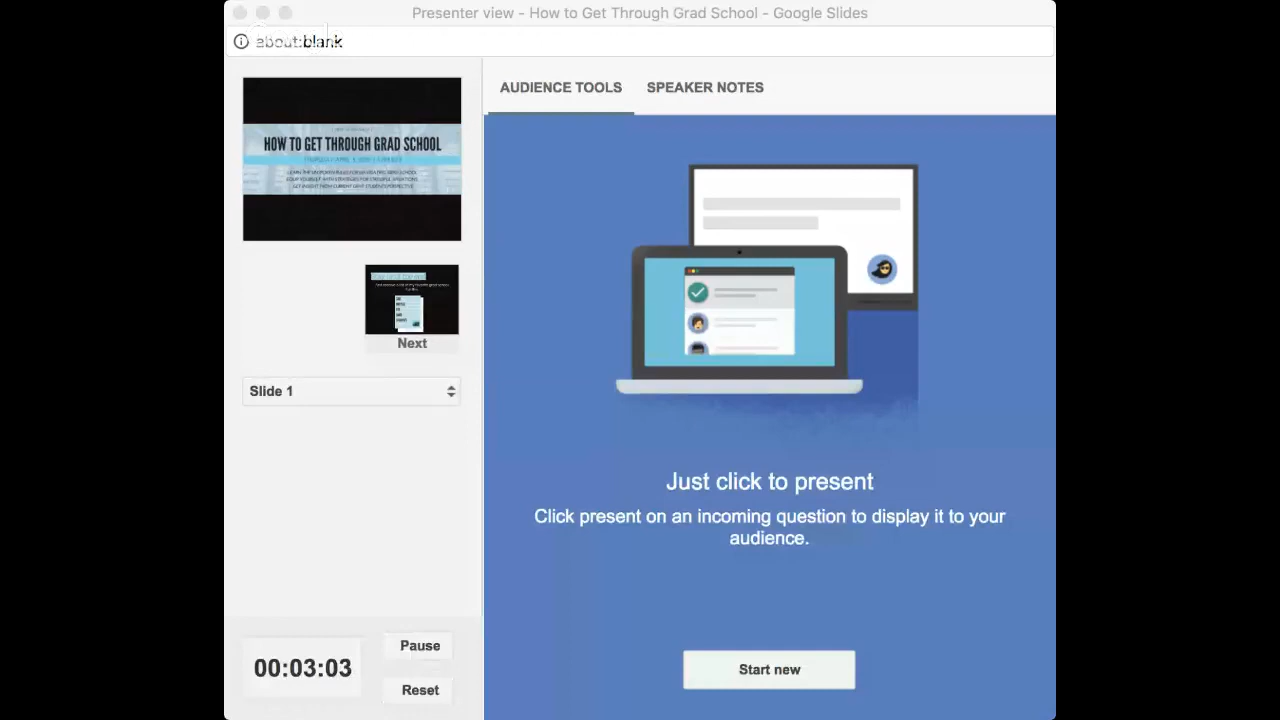 Presenter view - How to Get Through Grad School - Google Slides
about:blank
AUDIENCE TOOLS
SPEAKER NOTES
HOW TO GET THROUGH GRAD SCHOOL
Next
Slide 1
Just click to present
Click present on an incoming question to display it to your
audience.
00:03:03
Pause
Reset
Start new